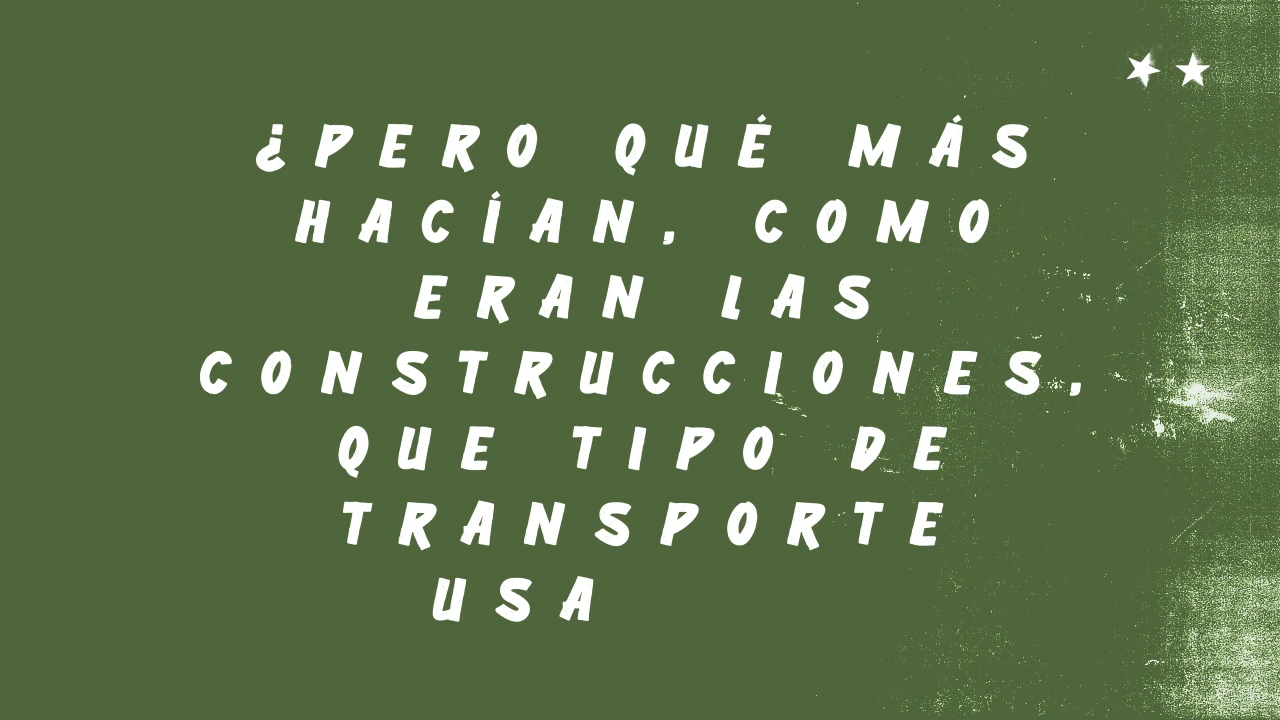 ¿PERO QUÉ MÁS
HACÍAN, COMO
ERAN LAS
CONSTRUCCIONES,
QUE TIPO DE
TRANSPORTE
USA